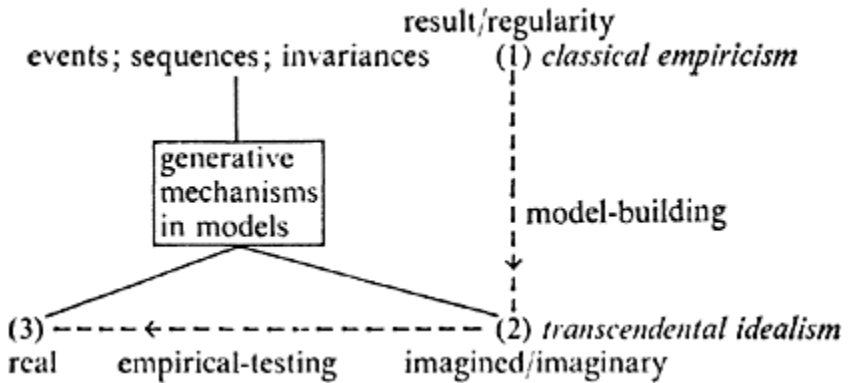 result/regularity
events; sequences; invariances (1) classical empiricism
generative
mechanisms
in models
model-building
(3) (2) transcendental idealism
real empirical-testing imagined/imaginary